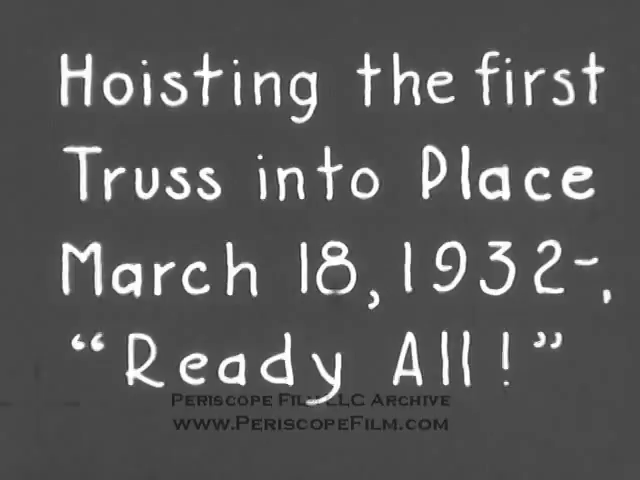 Hoisting the first
Truss into Place
March 18, 1932-.
"Ready All!"
PERISCOPE FILM LLC ARCHIVE
WWW.PERISCOPEFILM.COM